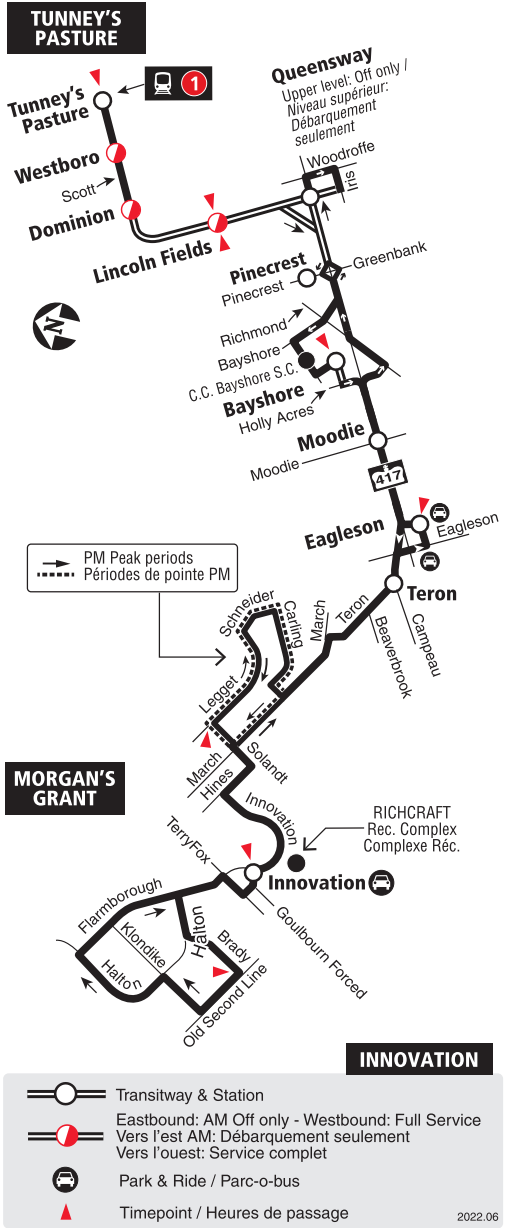 TUNNEY'S
PASTURE
Queensway
Upper level: Off only /
Niveau supérieur:
Débarquement
seulement
1
Tunney's
Pasture
Woodroffe
Iris
Westboro
Scott
Dominion
Lincoln Fields
Pinecrest
Greenbank
Pinecrest
N
Richmond
Bayshore
C.C. Bayshore S.C.
Bayshore
Holly Acres
Moodie
Moodie
417
Eagleson
Eagleson
PM Peak periods
Périodes de pointe PM
Teron
Schneider
Carling
March
Teron
Beaverbrook
Campeau
Legget
March
Solandt
Hines
MORGAN'S
GRANT
Innovation
RICHCRAFT
Rec. Complex
Complexe Réc.
TerryFox
Innovation
Flamborough
Goulbourn Forced
Halton
Klondike
Brady
Halton
Old Second Line
INNOVATION
Transitway & Station
Eastbound: AM Off only - Westbound: Full Service
Vers l'est AM: Débarquement seulement
Vers l'ouest: Service complet
Park & Ride / Parc-o-bus
Timepoint / Heures de passage
2022.06